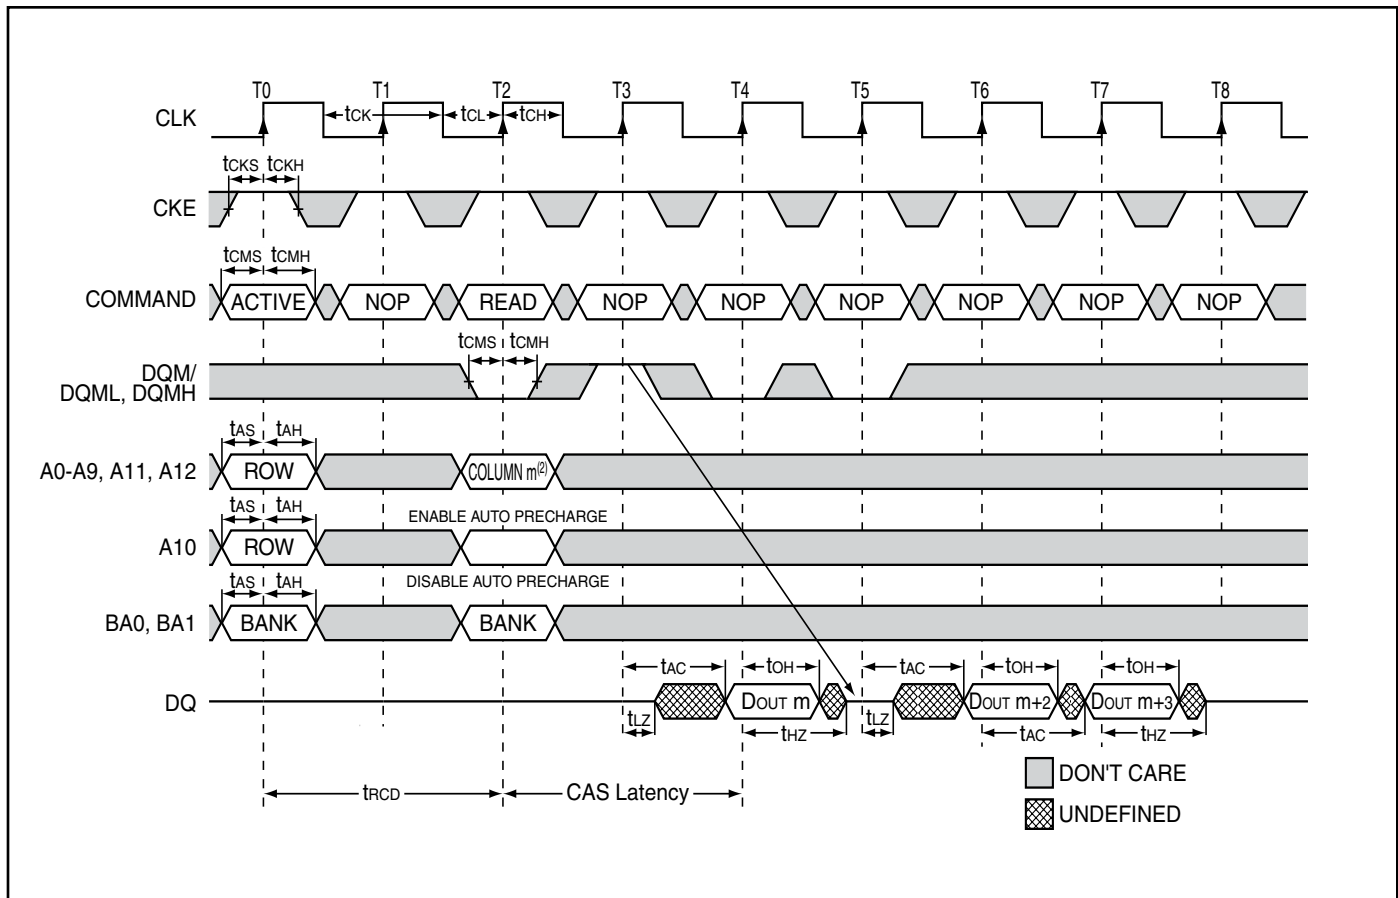 T0 T1 T2 T3 T4 T5 T6 T7 T8
CLK tCK tCL tCH
tCKS tCKH
CKE
tCMS tCMH
COMMAND ACTIVE NOP READ NOP NOP NOP NOP NOP NOP
tCMS tCMH
DQM/
DQML, DQMH
tAS tAH
A0-A9, A11, A12 ROW COLUMN m(2)
tAS tAH ENABLE AUTO PRECHARGE
A10 ROW
tAS tAH DISABLE AUTO PRECHARGE
BA0, BA1 BANK BANK
tAC tOH tAC tOH tOH
DQ DOUT m DOUT m+2 DOUT m+3
tLZ tHZ tLZ tAC tHZ
DON'T CARE
tRCD CAS Latency
UNDEFINED